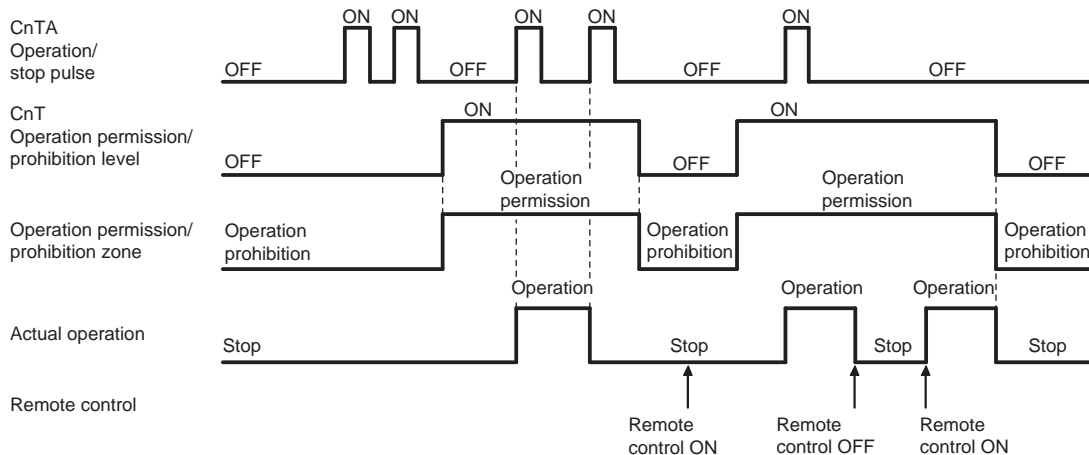 CnTA
Operation/
stop pulse
ON ON ON ON ON
OFF OFF OFF OFF
CnT
Operation permission/
prohibition level
ON ON
OFF OFF OFF
Operation
permission
Operation
permission
Operation permission/
prohibition zone
Operation
prohibition
Operation
prohibition
Operation
prohibition
Actual operation
Operation Operation Operation
Stop Stop Stop Stop
Remote control
Remote
control ON
Remote
control OFF
Remote
control ON